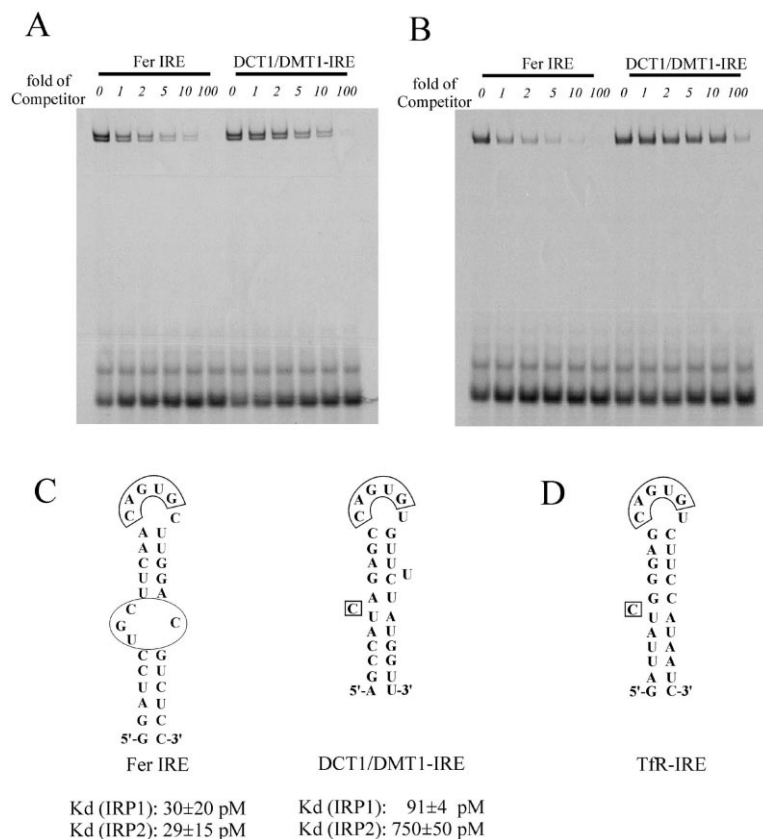 A
Fer IRE DCT1/DMT1-IRE
fold of
Competitor
0 1 2 5 10 100 0 1 2 5 10 100
B
Fer IRE DCT1/DMT1-IRE
fold of
Competitor
0 1 2 5 10 100 0 1 2 5 10 100
C
C A G U G C
A U
A U
C G
U G
U A
C
G C
U
C G
C U
U C
A U
G C
5'-G C-3'
Fer IRE
Kd (IRP1): 30±20 pM
Kd (IRP2): 29±15 pM
C A G U G U
C G
G U
A U
G C U
A U
C
U A
A U
C G
C G
G U
5'-A U-3'
DCT1/DMT1-IRE
Kd (IRP1): 91±4 pM
Kd (IRP2): 750±50 pM
D
C A G U G U
G C
A U
G U
G C
G C
C
U A
A U
U A
U A
A U
5'-G C-3'
TfR-IRE